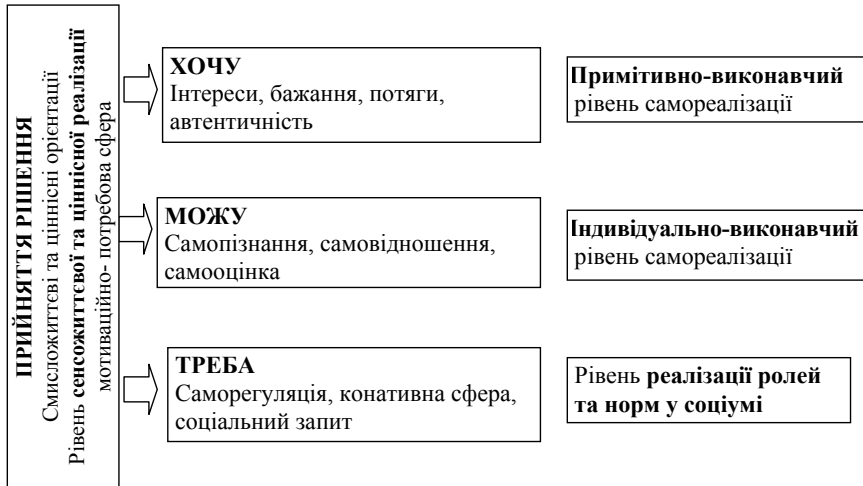 ПРИЙНЯТТЯ РІШЕННЯ
Смисложиттєві та ціннісні орієнтації
Рівень сенсожиттєвої та ціннісної реалізації
мотиваційно- потребова сфера
ХОЧУ
Інтереси, бажання, потяги,
автентичність
Примітивно-виконавчий
рівень самореалізації
МОЖУ
Самопізнання, самовідношення,
самооцінка
Індивідуально-виконавчий
рівень самореалізації
ТРЕБА
Саморегуляція, конативна сфера,
соціальний запит
Рівень реалізації ролей
та норм у соціумі